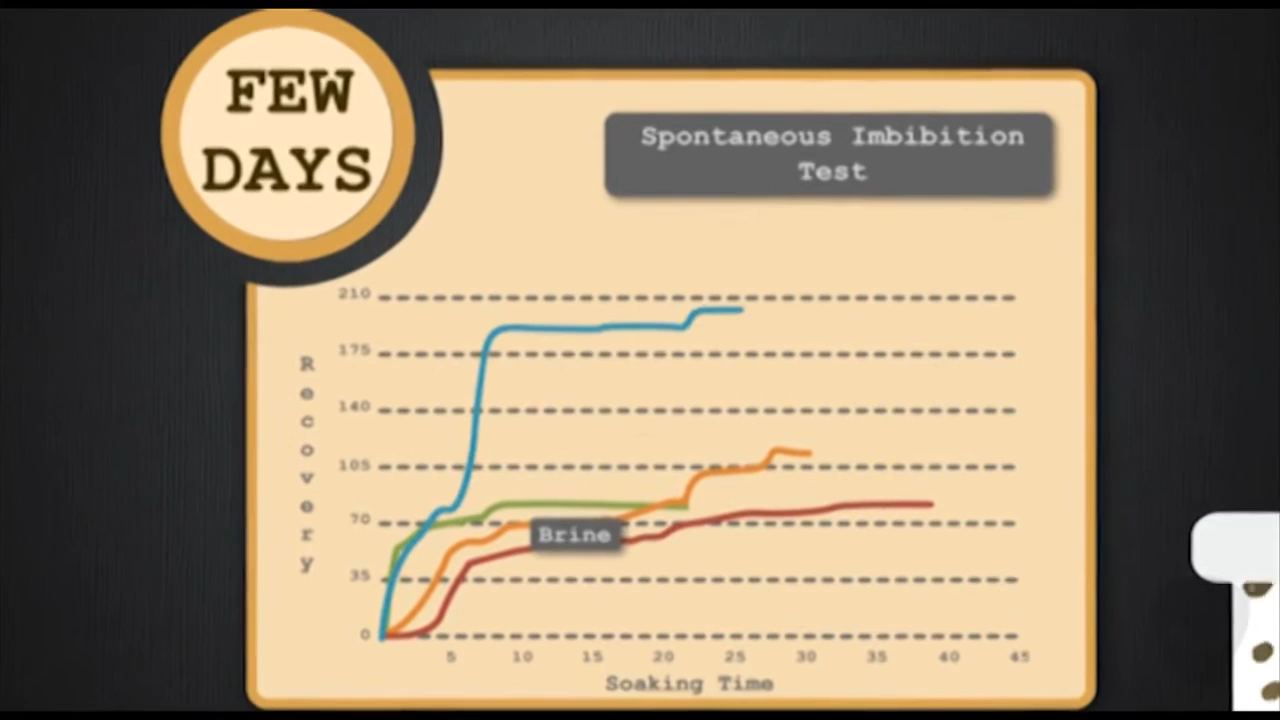 FEW
DAYS
Spontaneous Imbibition
Test
210
175
140
105
70
35
0
Recovery
Brine
5 10 15 20 25 30 35 40 45
Soaking Time